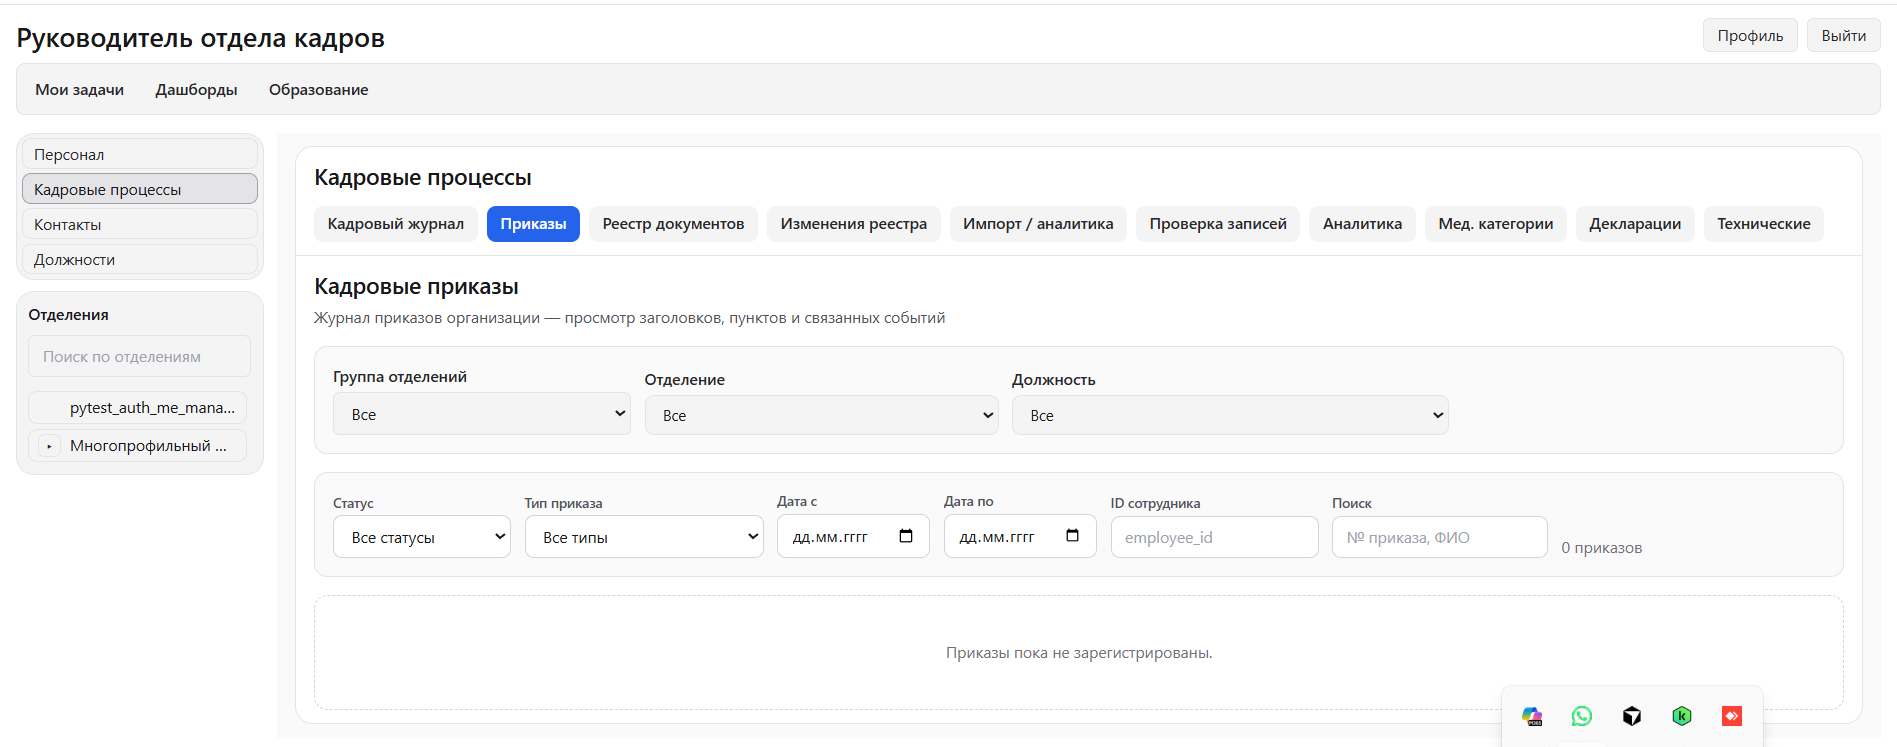 Руководитель отдела кадров
Профиль Выйти
Мои задачи Дашборды Образование
Персонал
Кадровые процессы
Контакты
Должности
Отделения
Поиск по отделениям
pytest_auth_me_mana...
Многопрофильный ...
Кадровые процессы
Кадровый журнал Приказы Реестр документов Изменения реестра Импорт / аналитика Проверка записей Аналитика Мед. категории Декларации Технические
Кадровые приказы
Журнал приказов организации — просмотр заголовков, пунктов и связанных событий
Группа отделений Отделение Должность
Все Все Все
Статус Тип приказа Дата с Дата по ID сотрудника Поиск
Все статусы Все типы дд.мм.гггг дд.мм.гггг employee_id № приказа, ФИО 0 приказов
Приказы пока не зарегистрированы.
M365
k